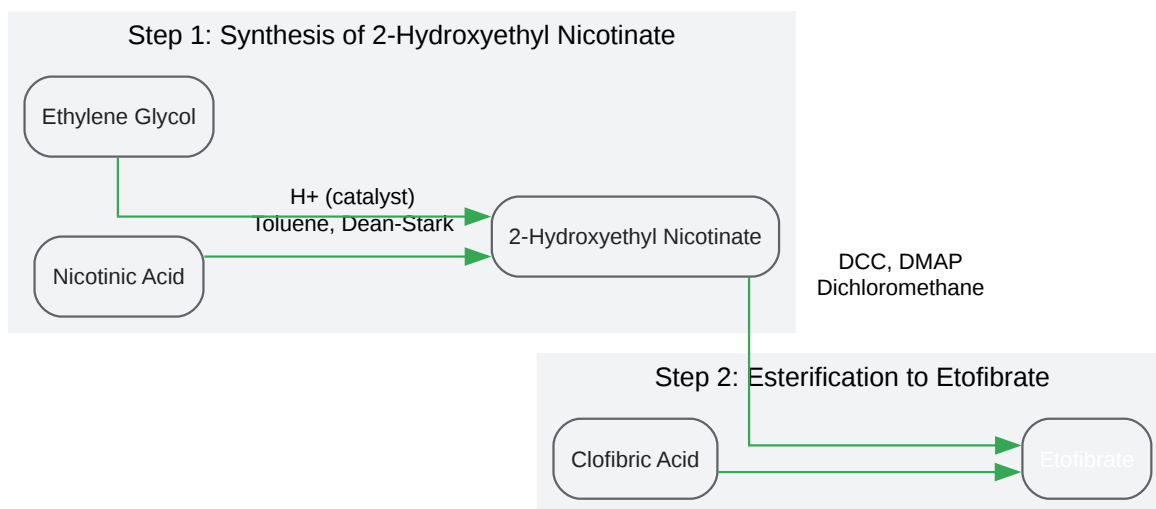 Step 1: Synthesis of 2-Hydroxyethyl Nicotinate
Ethylene Glycol
H+ (catalyst)
Toluene, Dean-Stark
2-Hydroxyethyl Nicotinate
Nicotinic Acid
DCC, DMAP
Dichloromethane
Step 2: Esterification to Etofibrate
Clofibric Acid
Etofibrate